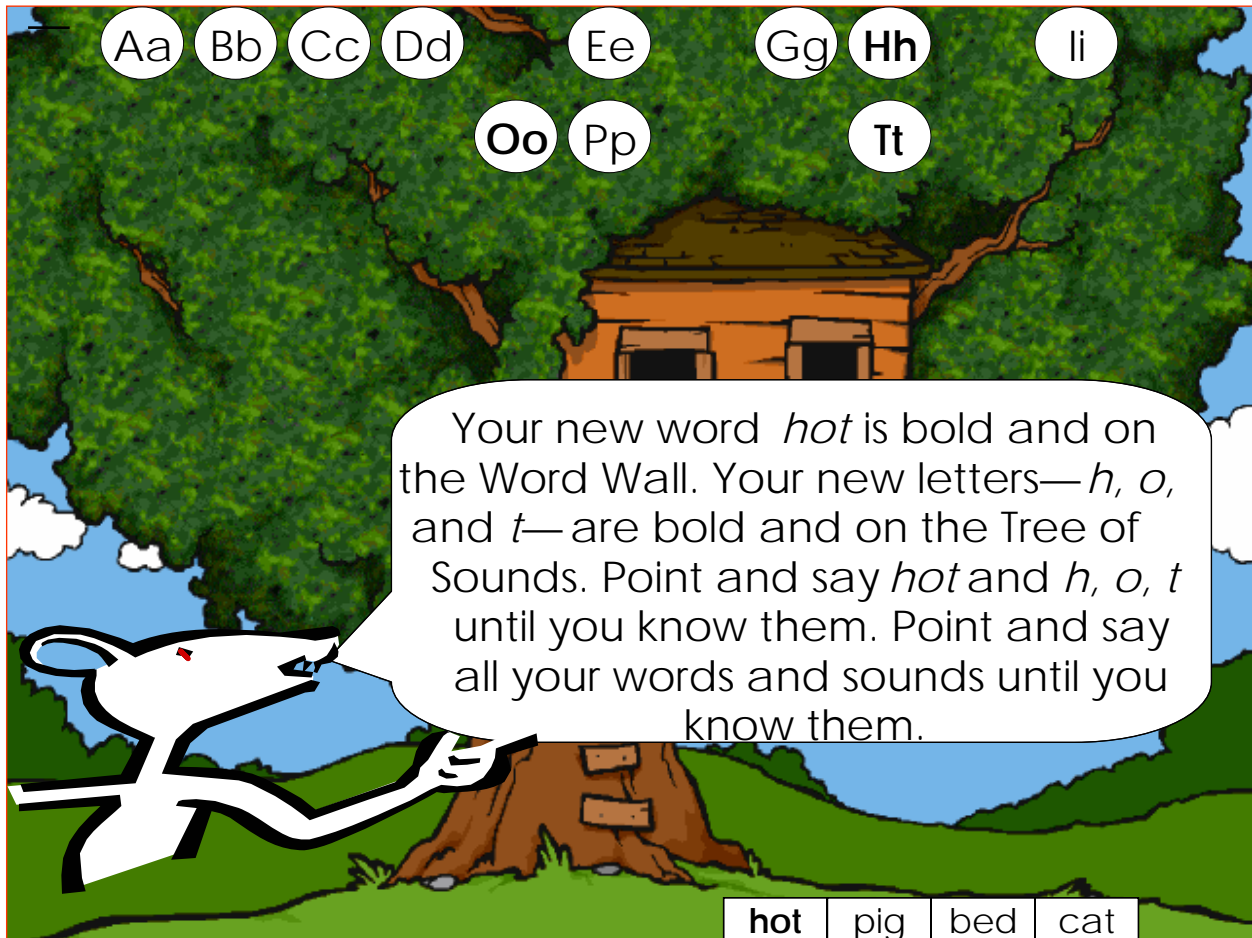 Aa Bb Cc Dd Ee Gg Hh Ii
Oo Pp Tt
Your new word hot is bold and on
the Word Wall. Your new letters—h, o,
and t—are bold and on the Tree of
Sounds. Point and say hot and h, o, t
until you know them. Point and say
all your words and sounds until you
know them.
hot pig bed cat